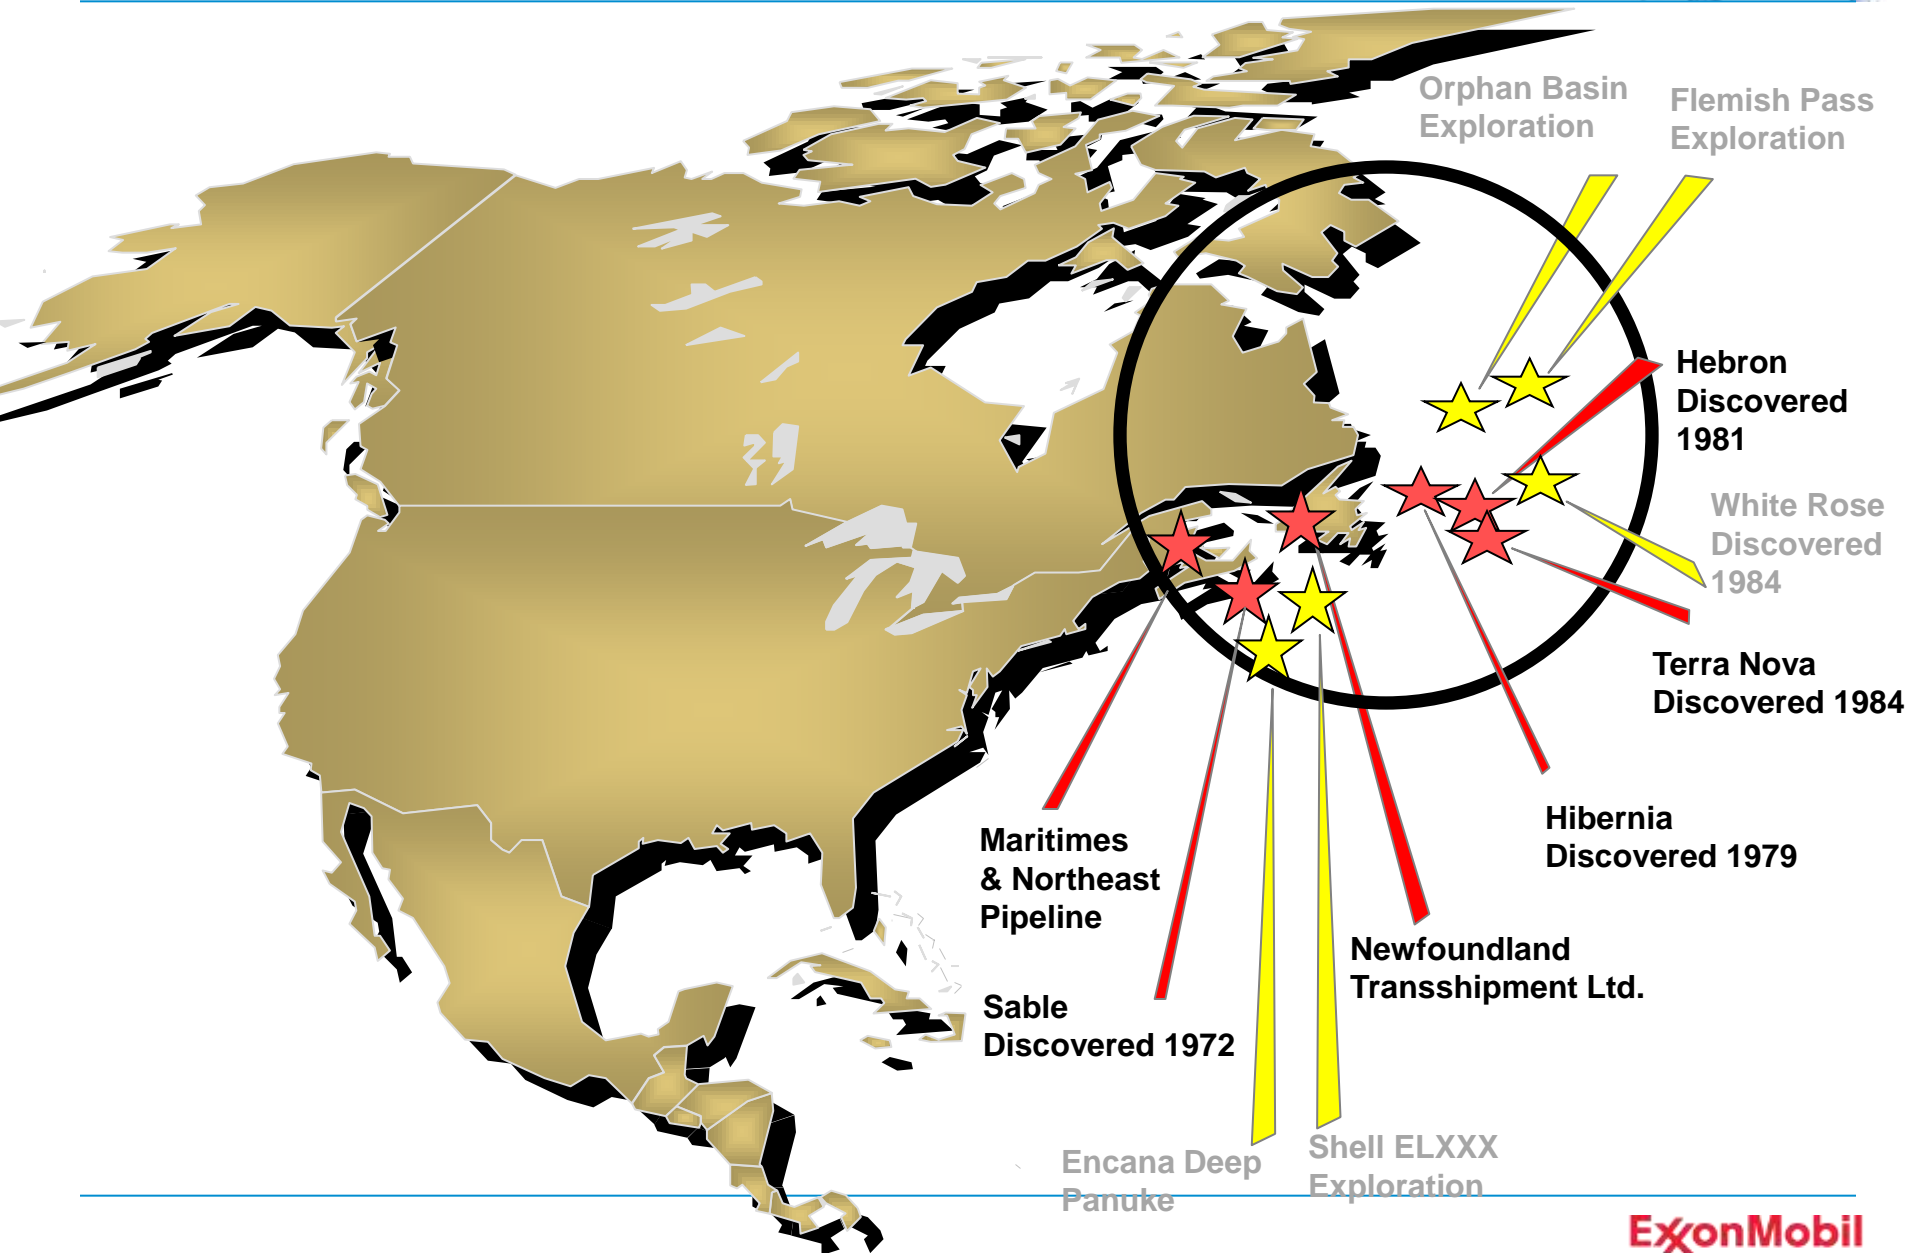 Orphan Basin
Exploration
Flemish Pass
Exploration
Hebron
Discovered
1981
White Rose
Discovered
1984
Terra Nova
Discovered 1984
Hibernia
Discovered 1979
Maritimes
& Northeast
Pipeline
Newfoundland
Transshipment Ltd.
Sable
Discovered 1972
Encana Deep
Panuke
Shell ELXXX
Exploration
ExxonMobil